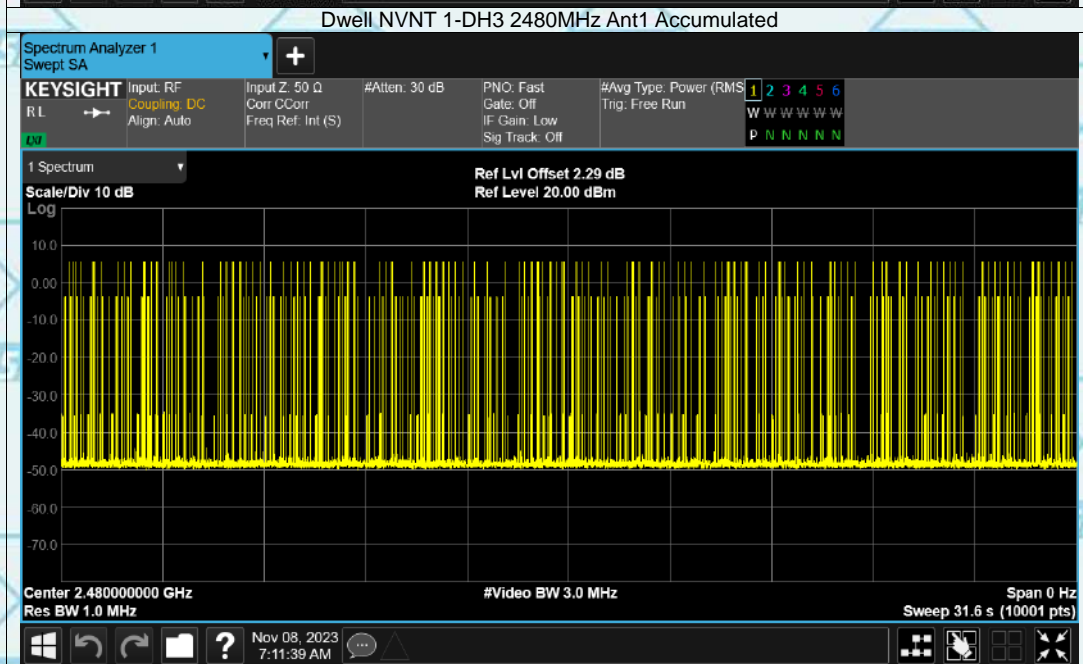 Dwell NVNT 1-DH3 2480MHz Ant1 Accumulated
Spectrum Analyzer 1
Swept SA
+
KEYSIGHT Input: RF Input Z: 50 Ω #Atten: 30 dB PNO: Fast #Avg Type: Power (RMS 1 2 3 4 5 6
RL Coupling: DC Corr CCorr Gate: Off Trig: Free Run W W W W W W
Align: Auto Freq Ref: Int (S) IF Gain: Low
LXI Sig Track: Off P N N N N N
1 Spectrum
Ref Lvl Offset 2.29 dB
Scale/Div 10 dB Ref Level 20.00 dBm
Log
10.0
0.00
-10.0
-20.0
-30.0
-40.0
-50.0
-60.0
-70.0
Center 2.480000000 GHz #Video BW 3.0 MHz Span 0 Hz
Res BW 1.0 MHz Sweep 31.6 s (10001 pts)
? Nov 08, 2023
7:11:39 AM